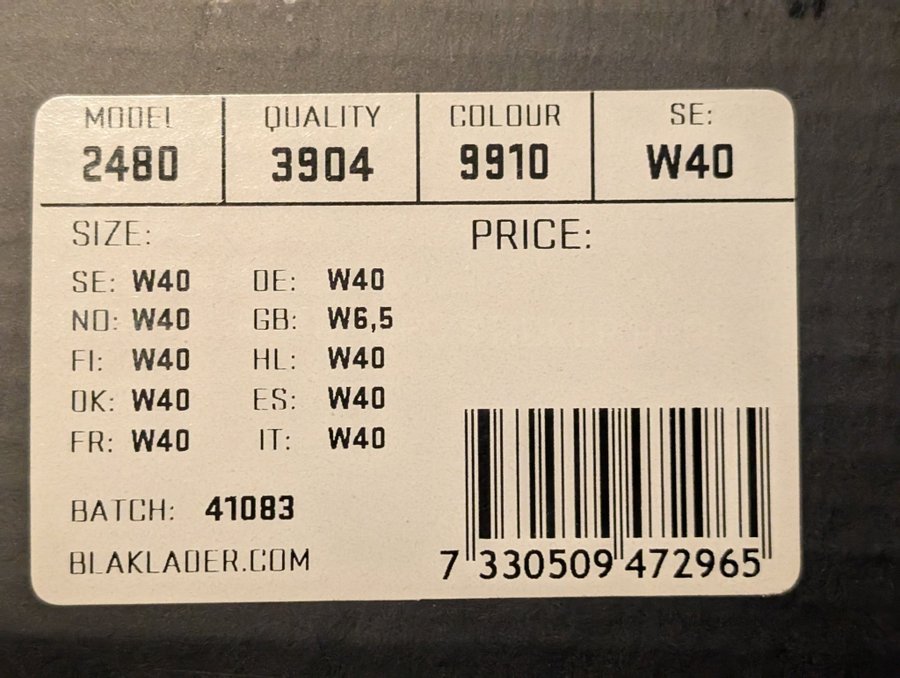 MODEL QUALITY COLOUR SE:
2480 3904 9910 W40
SIZE: PRICE:
SE: W40 DE: W40
NO: W40 GB: W6,5
FI: W40 HL: W40
DK: W40 ES: W40
FR: W40 IT: W40
BATCH: 41083
BLAKLADER.COM
7 330509 472965